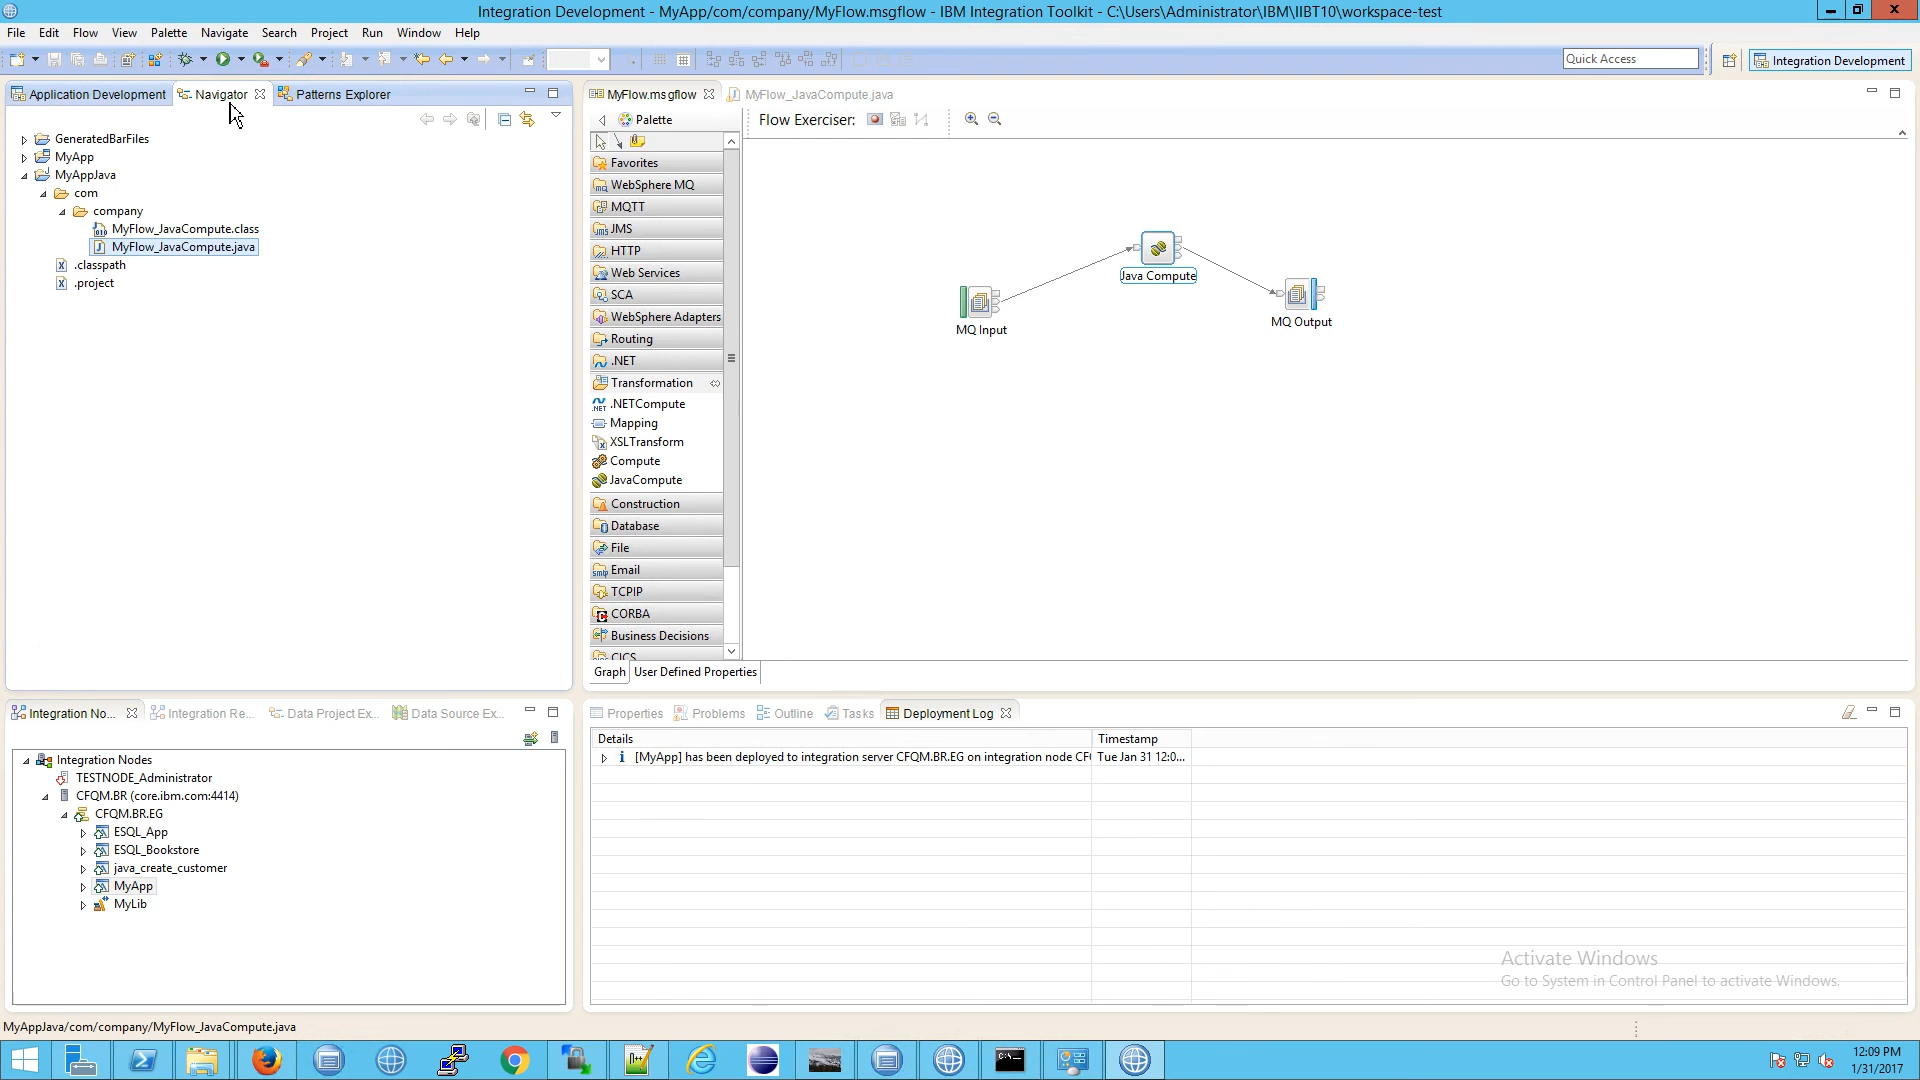 Integration Development - MyApp/com/company/MyFlow.msgflow - IBM Integration Toolkit - C:\Users\Administrator\IBM\IIBT10\workspace-test
File Edit Flow View Palette Navigate Search Project Run Window Help
Quick Access
Integration Development
Application Development
Navigator
Patterns Explorer
GeneratedBarFiles
MyApp
MyAppJava
com
company
MyFlow_JavaCompute.class
MyFlow_JavaCompute.java
.classpath
.project
MyFlow.msgflow
MyFlow_JavaCompute.java
Palette
Flow Exerciser:
Favorites
WebSphere MQ
MQTT
JMS
HTTP
Web Services
SCA
WebSphere Adapters
Routing
.NET
Transformation
.NETCompute
Mapping
XSLTransform
Compute
JavaCompute
Construction
Database
File
Email
TCPIP
CORBA
Business Decisions
CICS
Java Compute
MQ Input
MQ Output
Graph
User Defined Properties
Integration No...
Integration Re...
Data Project Ex...
Data Source Ex...
Integration Nodes
TESTNODE_Administrator
CFQM.BR (core.ibm.com:4414)
CFQM.BR.EG
ESQL_App
ESQL_Bookstore
java_create_customer
MyApp
MyLib
Properties
Problems
Outline
Tasks
Deployment Log
Details
Timestamp
[MyApp] has been deployed to integration server CFQM.BR.EG on integration node CF
Tue Jan 31 12:0...
Activate Windows
Go to System in Control Panel to activate Windows.
MyAppJava/com/company/MyFlow_JavaCompute.java
12:09 PM
1/31/2017